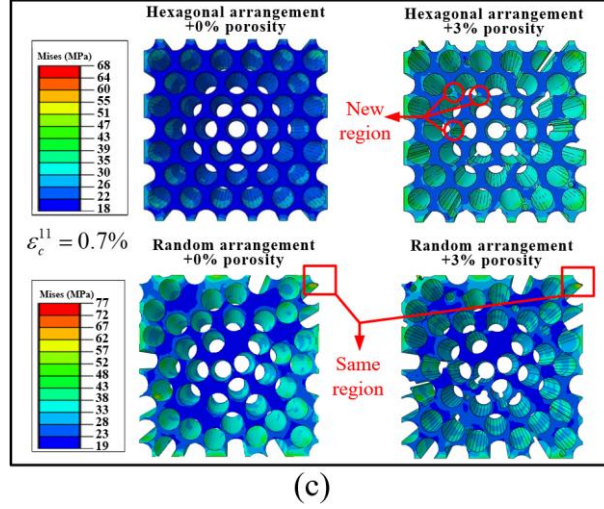 Hexagonal arrangement
+0% porosity
Hexagonal arrangement
+3% porosity
Mises (MPa)
68
64
60
55
51
47
43
39
35
30
26
22
18
New
region
ε_c^11 = 0.7%
Random arrangement
+0% porosity
Random arrangement
+3% porosity
Mises (MPa)
77
72
67
62
57
52
48
43
38
33
28
23
19
Same
region
(c)